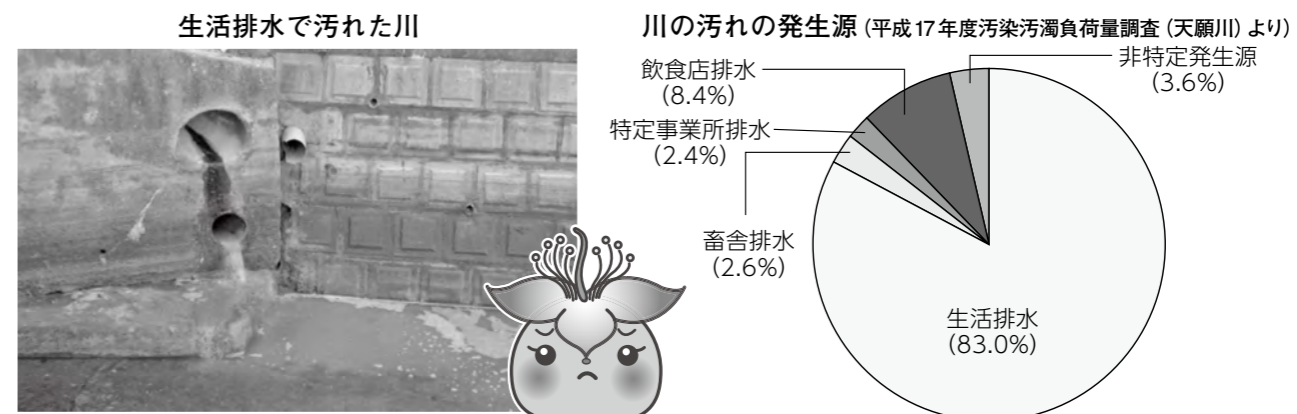 生活排水で汚れた川
川の汚れの発生源 (平成17年度汚染汚濁負荷量調査 (天願川) より)
飲食店排水
(8.4%)
非特定発生源
(3.6%)
特定事業所排水
(2.4%)
畜舎排水
(2.6%)
生活排水
(83.0%)